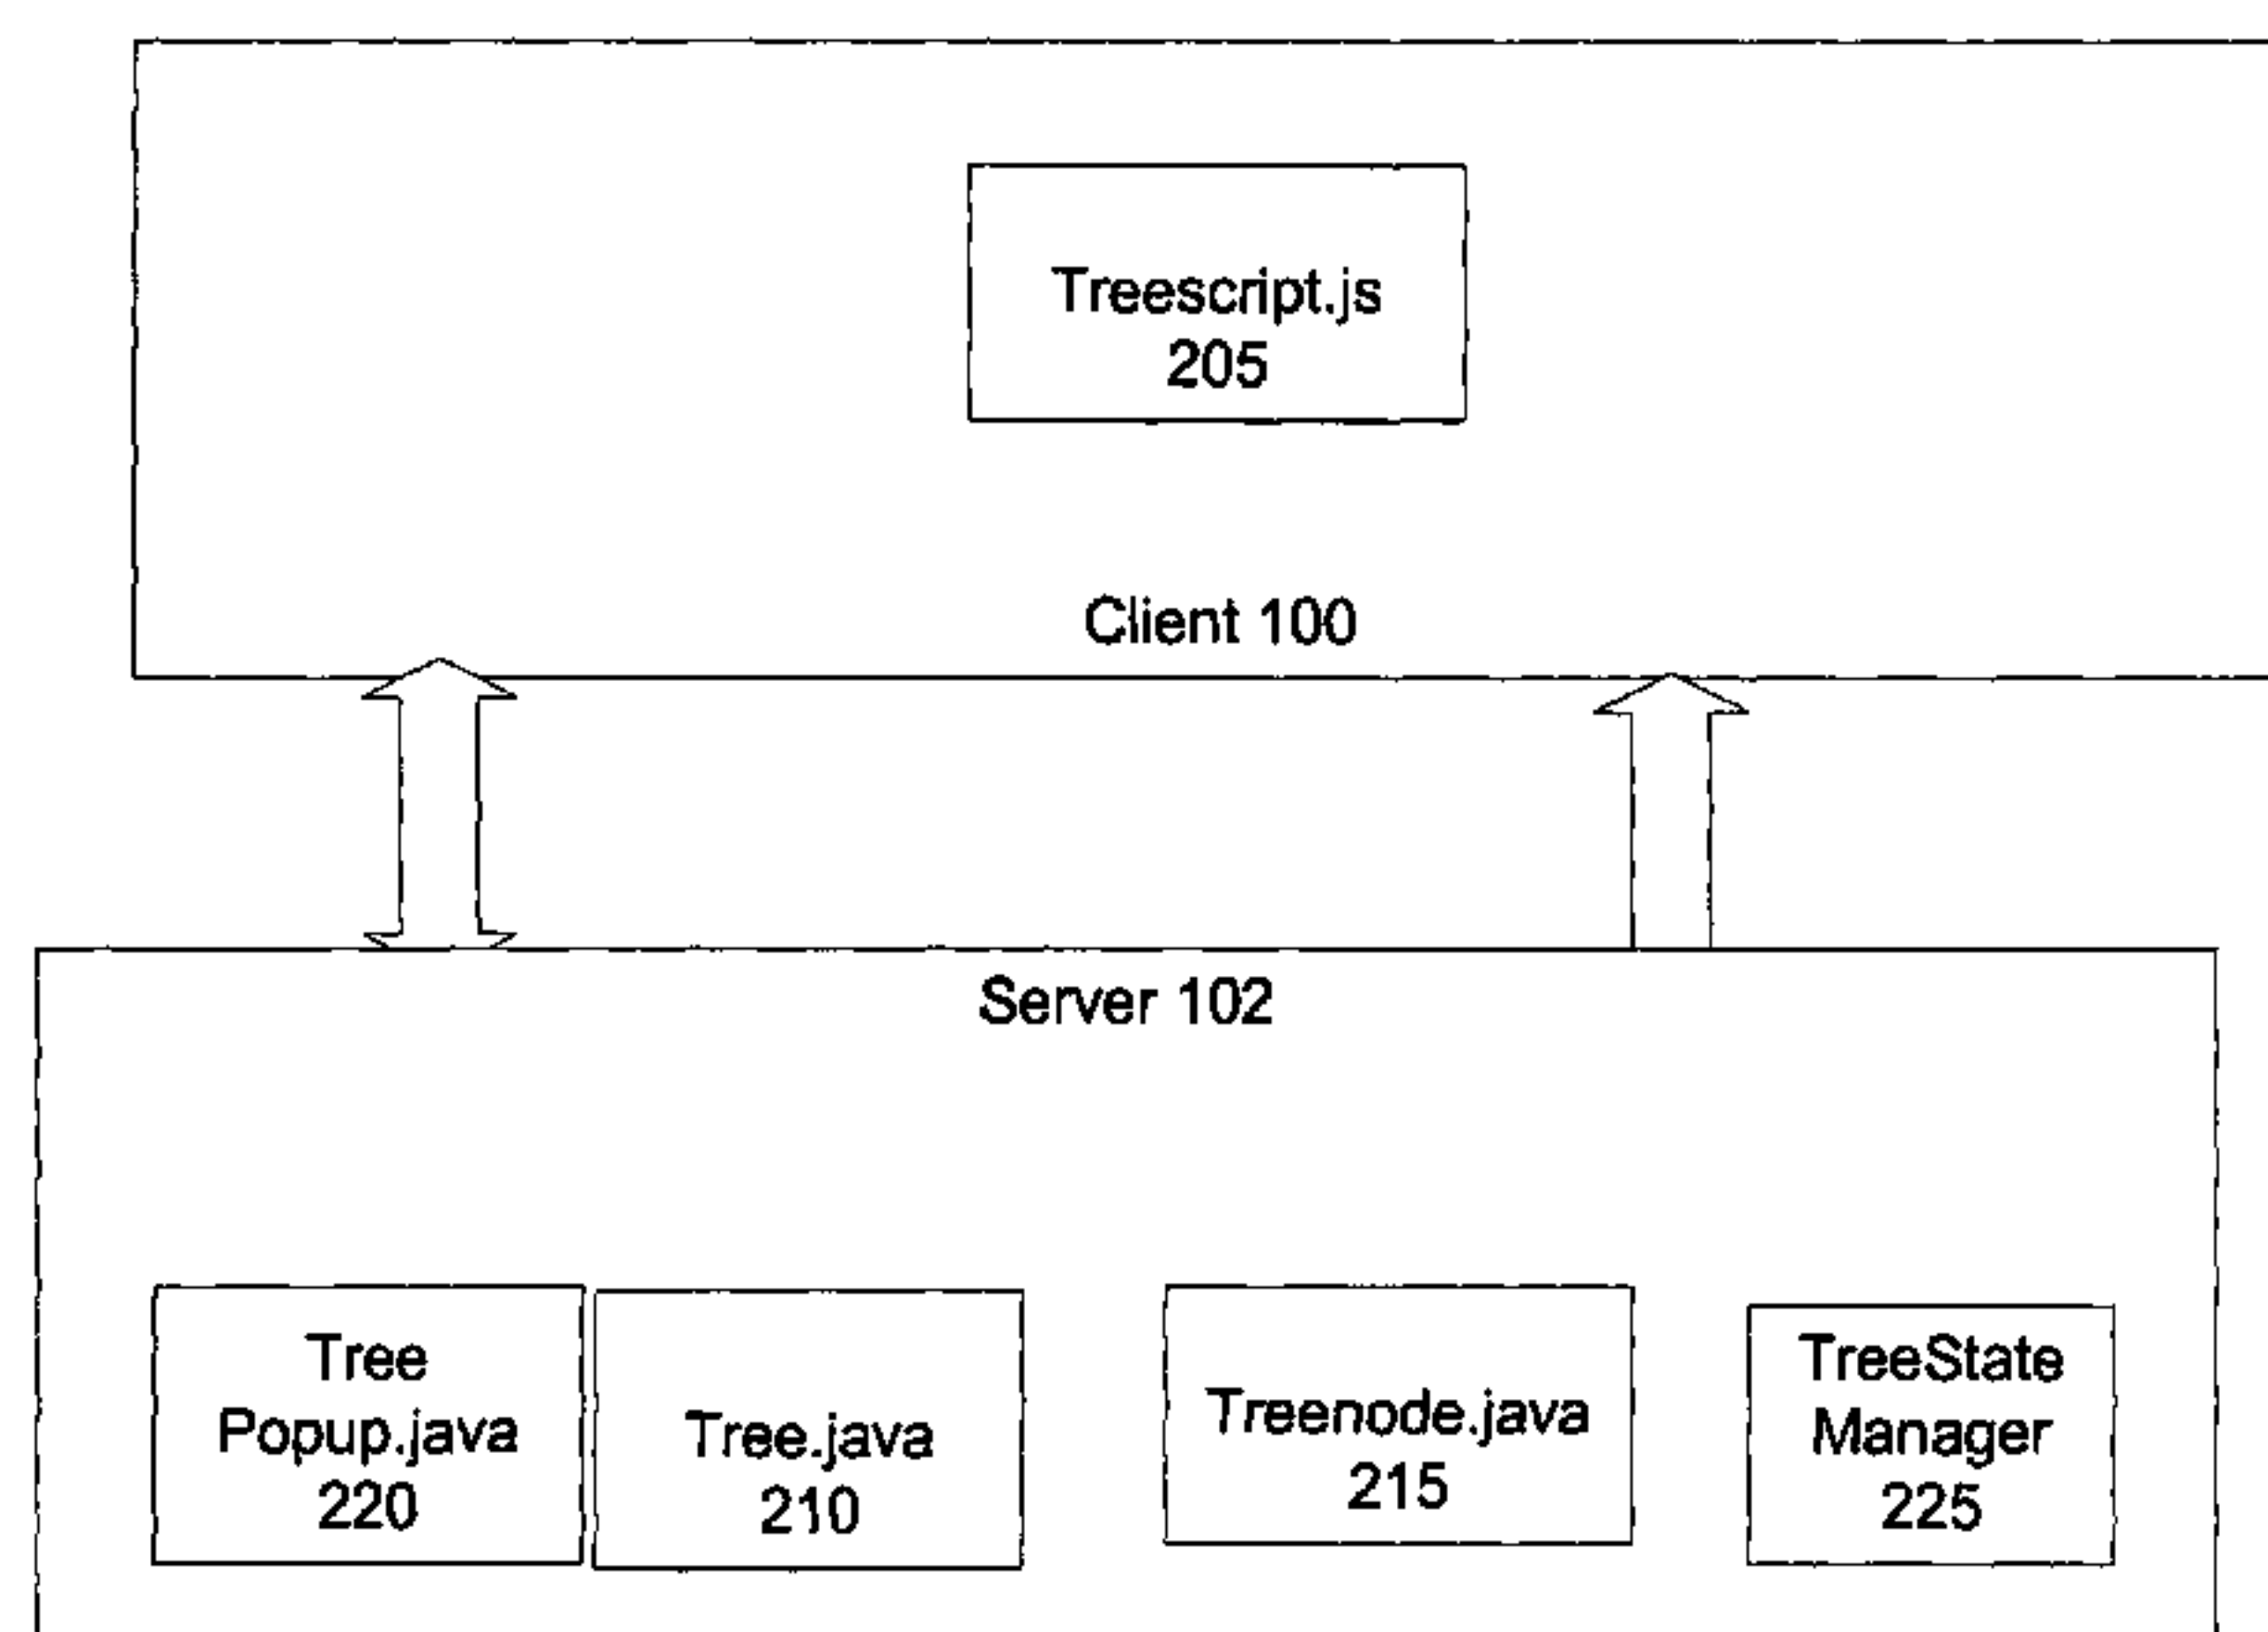 Treescript.js
205
Client 100
Server 102
Tree
Popup.java
220
Tree.java
210
Treenode.java
215
TreeState
Manager
225